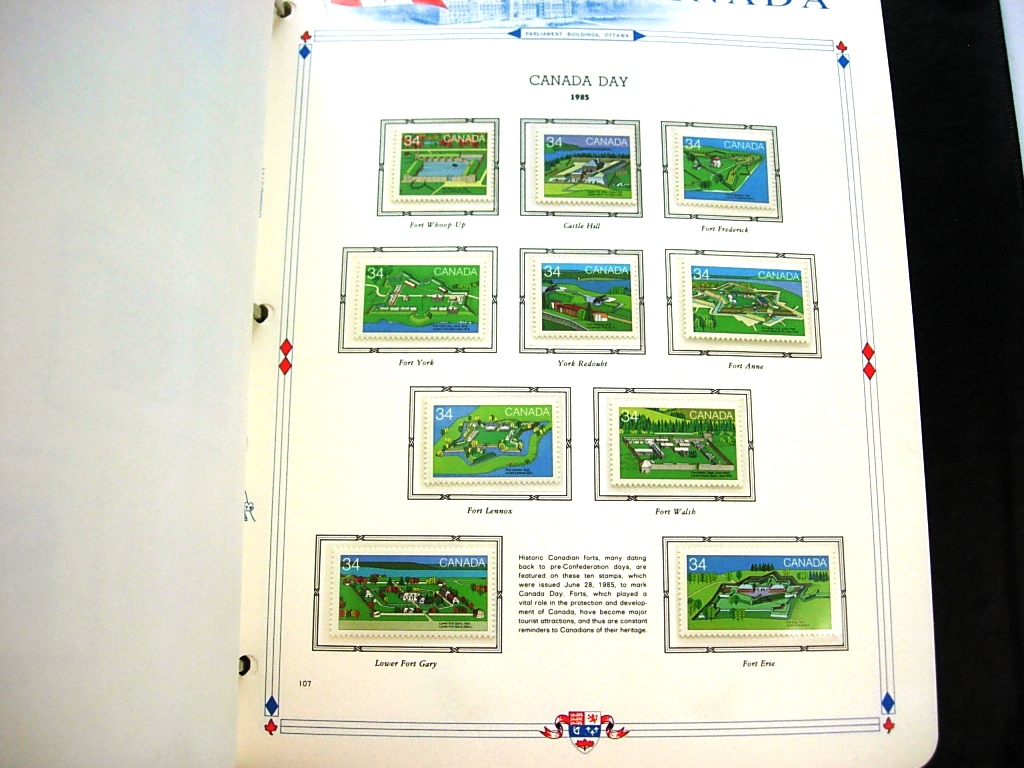 CANADA
PARLIAMENT BUILDINGS, OTTAWA
CANADA DAY
1985
34 CANADA
34 CANADA
34 CANADA
Fort Whoop Up
Castle Hill
Fort Frederick
34 CANADA
34 CANADA
34 CANADA
Fort York
York Redoubt
Fort Anne
34 CANADA
34 CANADA
Fort Lennox
Fort Walsh
34 CANADA
34 CANADA
Historic Canadian forts, many dating
back to pre-Confederation days, are
featured on these ten stamps, which
were issued June 28, 1985, to mark
Canada Day. Forts, which played a
vital role in the protection and develop-
ment of Canada, have become major
tourist attractions, and thus are constant
reminders to Canadians of their heritage.
Lower Fort Gary
Fort Erie
107